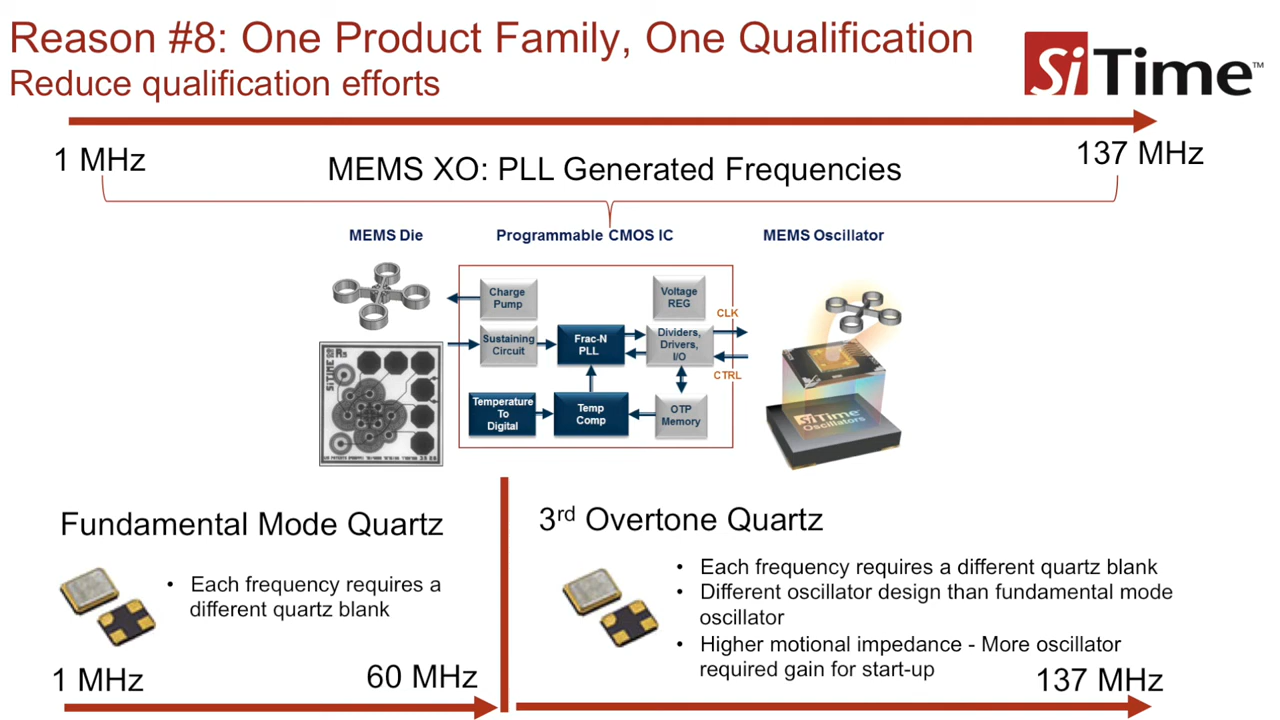 Reason #8: One Product Family, One Qualification
Reduce qualification efforts
SiTime™
1 MHz
137 MHz
MEMS XO: PLL Generated Frequencies
MEMS Die
Programmable CMOS IC
MEMS Oscillator
Charge
Pump
Voltage
REG
CLK
Sustaining
Circuit
Frac-N
PLL
Dividers,
Drivers,
I/O
CTRL
Temperature
To
Digital
Temp
Comp
OTP
Memory
SiTIME
SiTime
Oscillators
Fundamental Mode Quartz
• Each frequency requires a
different quartz blank
1 MHz
60 MHz
3rd Overtone Quartz
• Each frequency requires a different quartz blank
• Different oscillator design than fundamental mode
oscillator
• Higher motional impedance - More oscillator
required gain for start-up
137 MHz